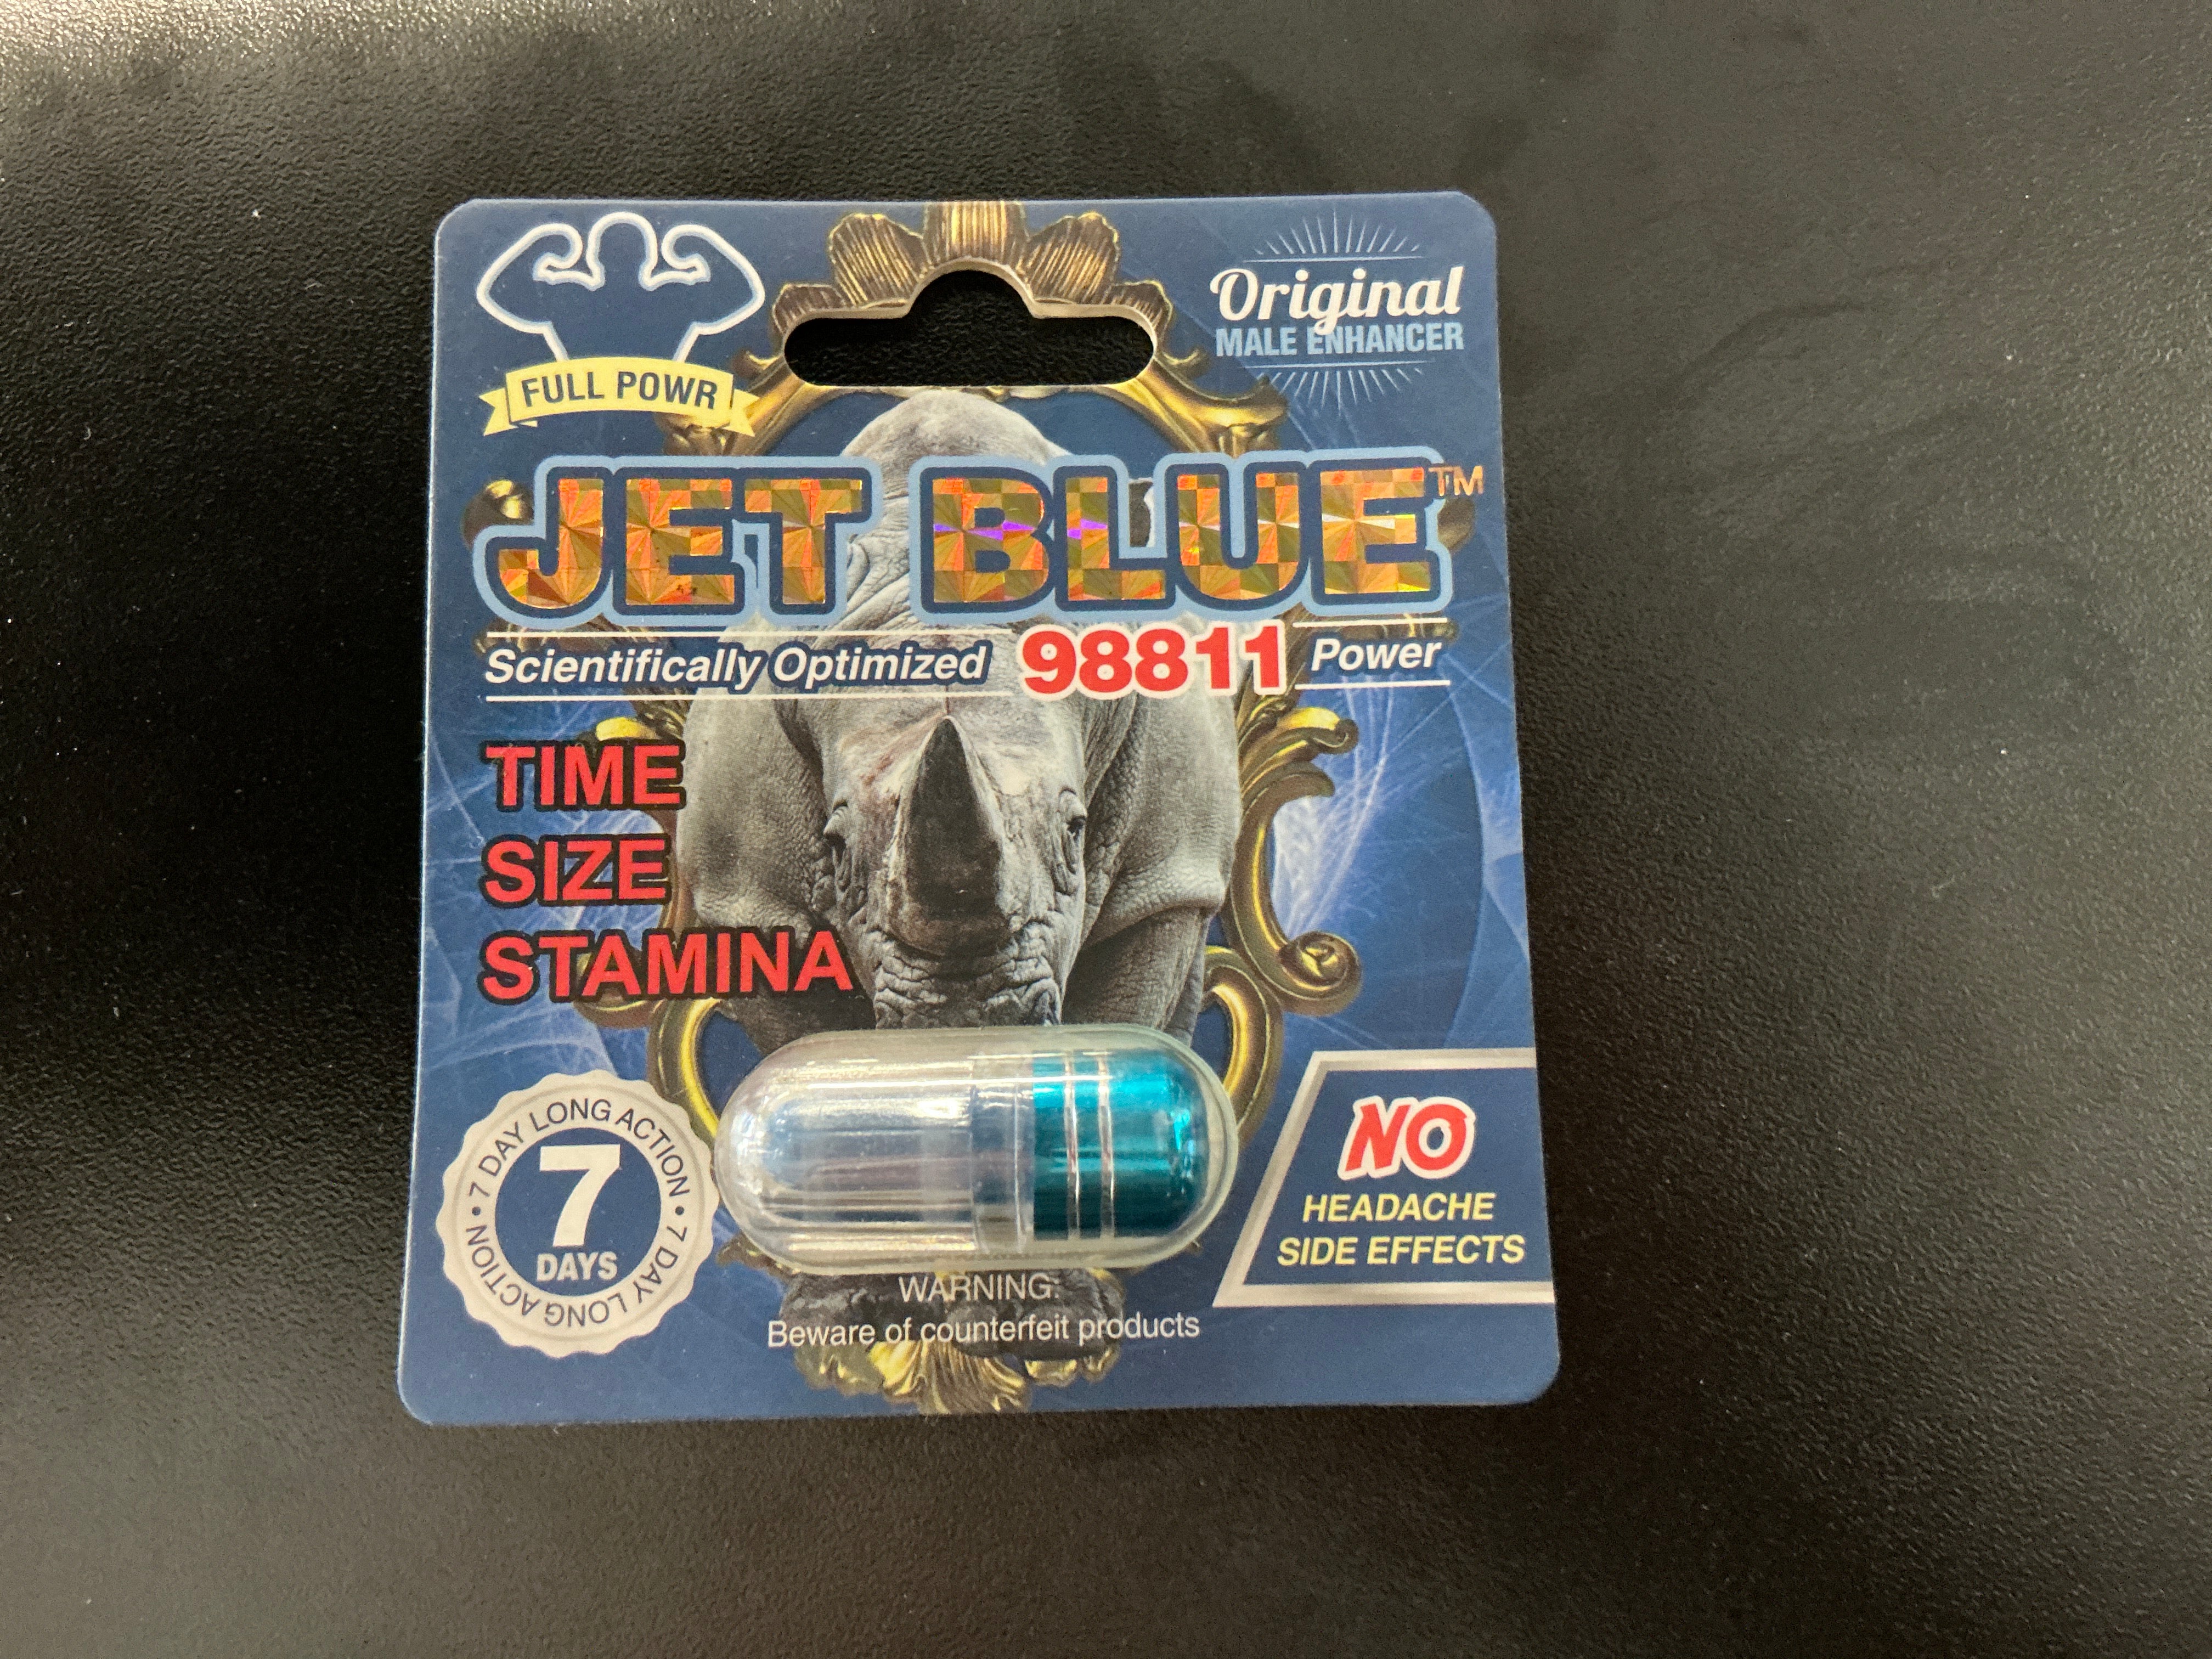 FULL POWR
Original
MALE ENHANCER
JET BLUE™
Scientifically Optimized 98811 Power
TIME
SIZE
STAMINA
7 DAY LONG ACTION • 7 DAY LONG ACTION •
7
DAYS
NO
HEADACHE
SIDE EFFECTS
WARNING:
Beware of counterfeit products